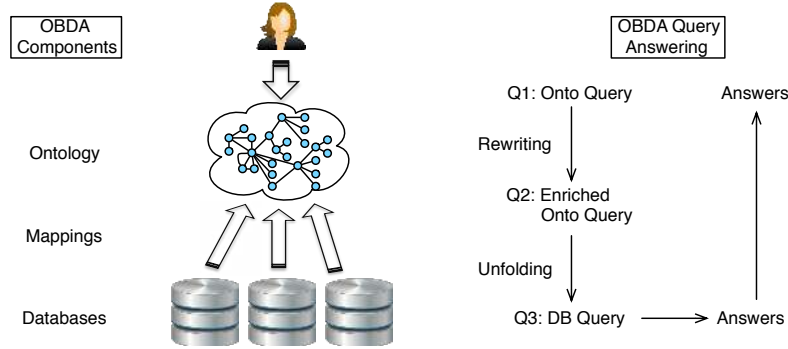 OBDA
Components
Ontology
Mappings
Databases
OBDA Query
Answering
Q1: Onto Query
Answers
Rewriting
Q2: Enriched
Onto Query
Unfolding
Q3: DB Query
Answers